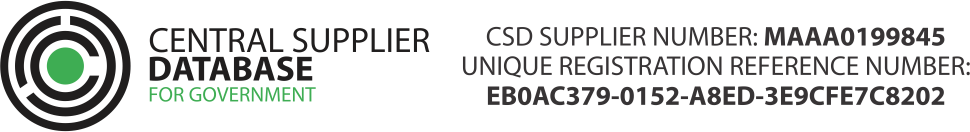 CENTRAL SUPPLIER
DATABASE
FOR GOVERNMENT
CSD SUPPLIER NUMBER: MAAA0199845
UNIQUE REGISTRATION REFERENCE NUMBER:
EB0AC379-0152-A8ED-3E9CFE7C8202